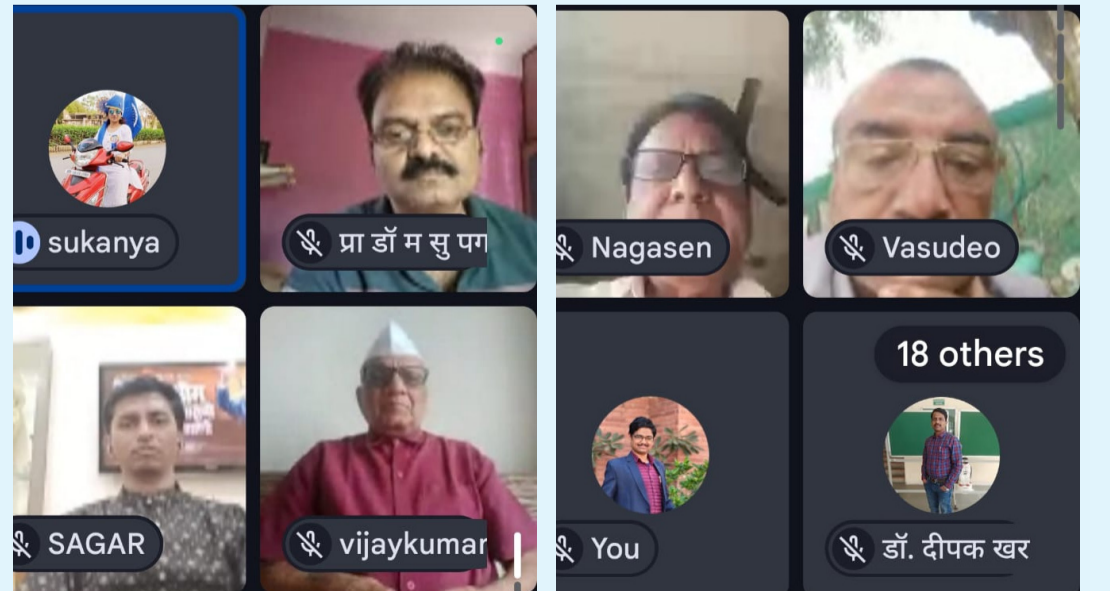 sukanya
प्रा डॉ म सु पग
Nagasen
Vasudeo
18 others
SAGAR
vijaykumar
You
डॉ. दीपक खर